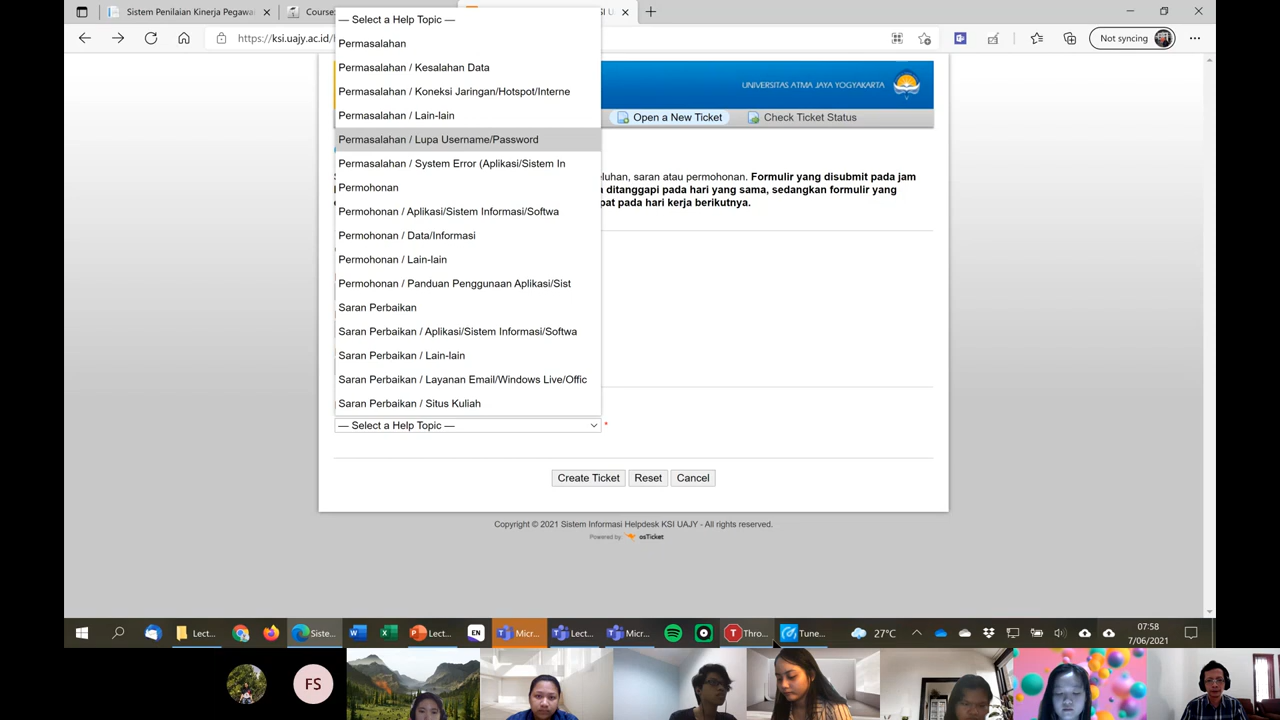 Sistem Penilaian Kinerja Pegawai
Course
https://ksi.uajy.ac.id/
Not syncing
— Select a Help Topic —
Permasalahan
Permasalahan / Kesalahan Data
Permasalahan / Koneksi Jaringan/Hotspot/Interne
Permasalahan / Lain-lain
Permasalahan / Lupa Username/Password
Permasalahan / System Error (Aplikasi/Sistem In
Permohonan
Permohonan / Aplikasi/Sistem Informasi/Softwa
Permohonan / Data/Informasi
Permohonan / Lain-lain
Permohonan / Panduan Penggunaan Aplikasi/Sist
Saran Perbaikan
Saran Perbaikan / Aplikasi/Sistem Informasi/Softwa
Saran Perbaikan / Lain-lain
Saran Perbaikan / Layanan Email/Windows Live/Offic
Saran Perbaikan / Situs Kuliah
— Select a Help Topic — *
UNIVERSITAS ATMA JAYA YOGYAKARTA
Open a New Ticket Check Ticket Status
eluhan, saran atau permohonan. Formulir yang disubmit pada jam
ditanggapi pada hari yang sama, sedangkan formulir yang
pat pada hari kerja berikutnya.
Create Ticket Reset Cancel
Copyright © 2021 Sistem Informasi Helpdesk KSI UAJY - All rights reserved.
Powered by osTicket
Lect... Siste... Lect... EN Micr... Lect... Micr... Thro... Tune... 27°C 07:58
7/06/2021
FS